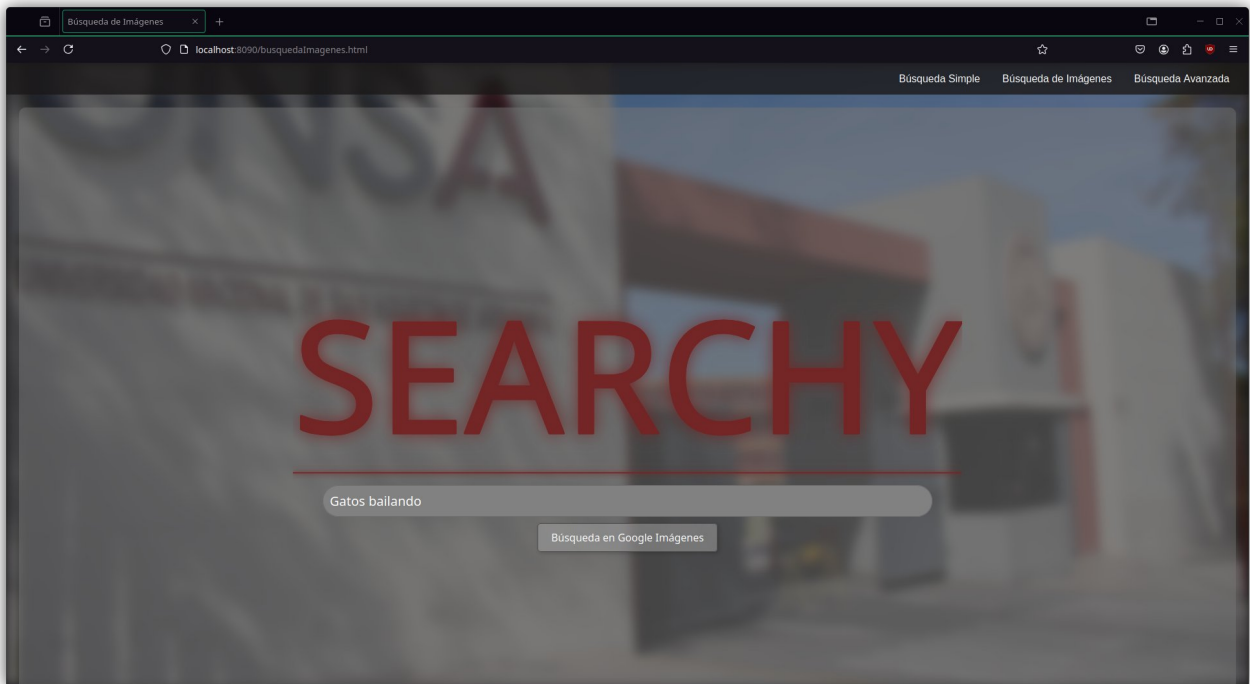 Búsqueda de Imágenes
localhost:8090/busquedaImagenes.html
Búsqueda Simple Búsqueda de Imágenes Búsqueda Avanzada
SEARCHY
Gatos bailando
Búsqueda en Google Imágenes